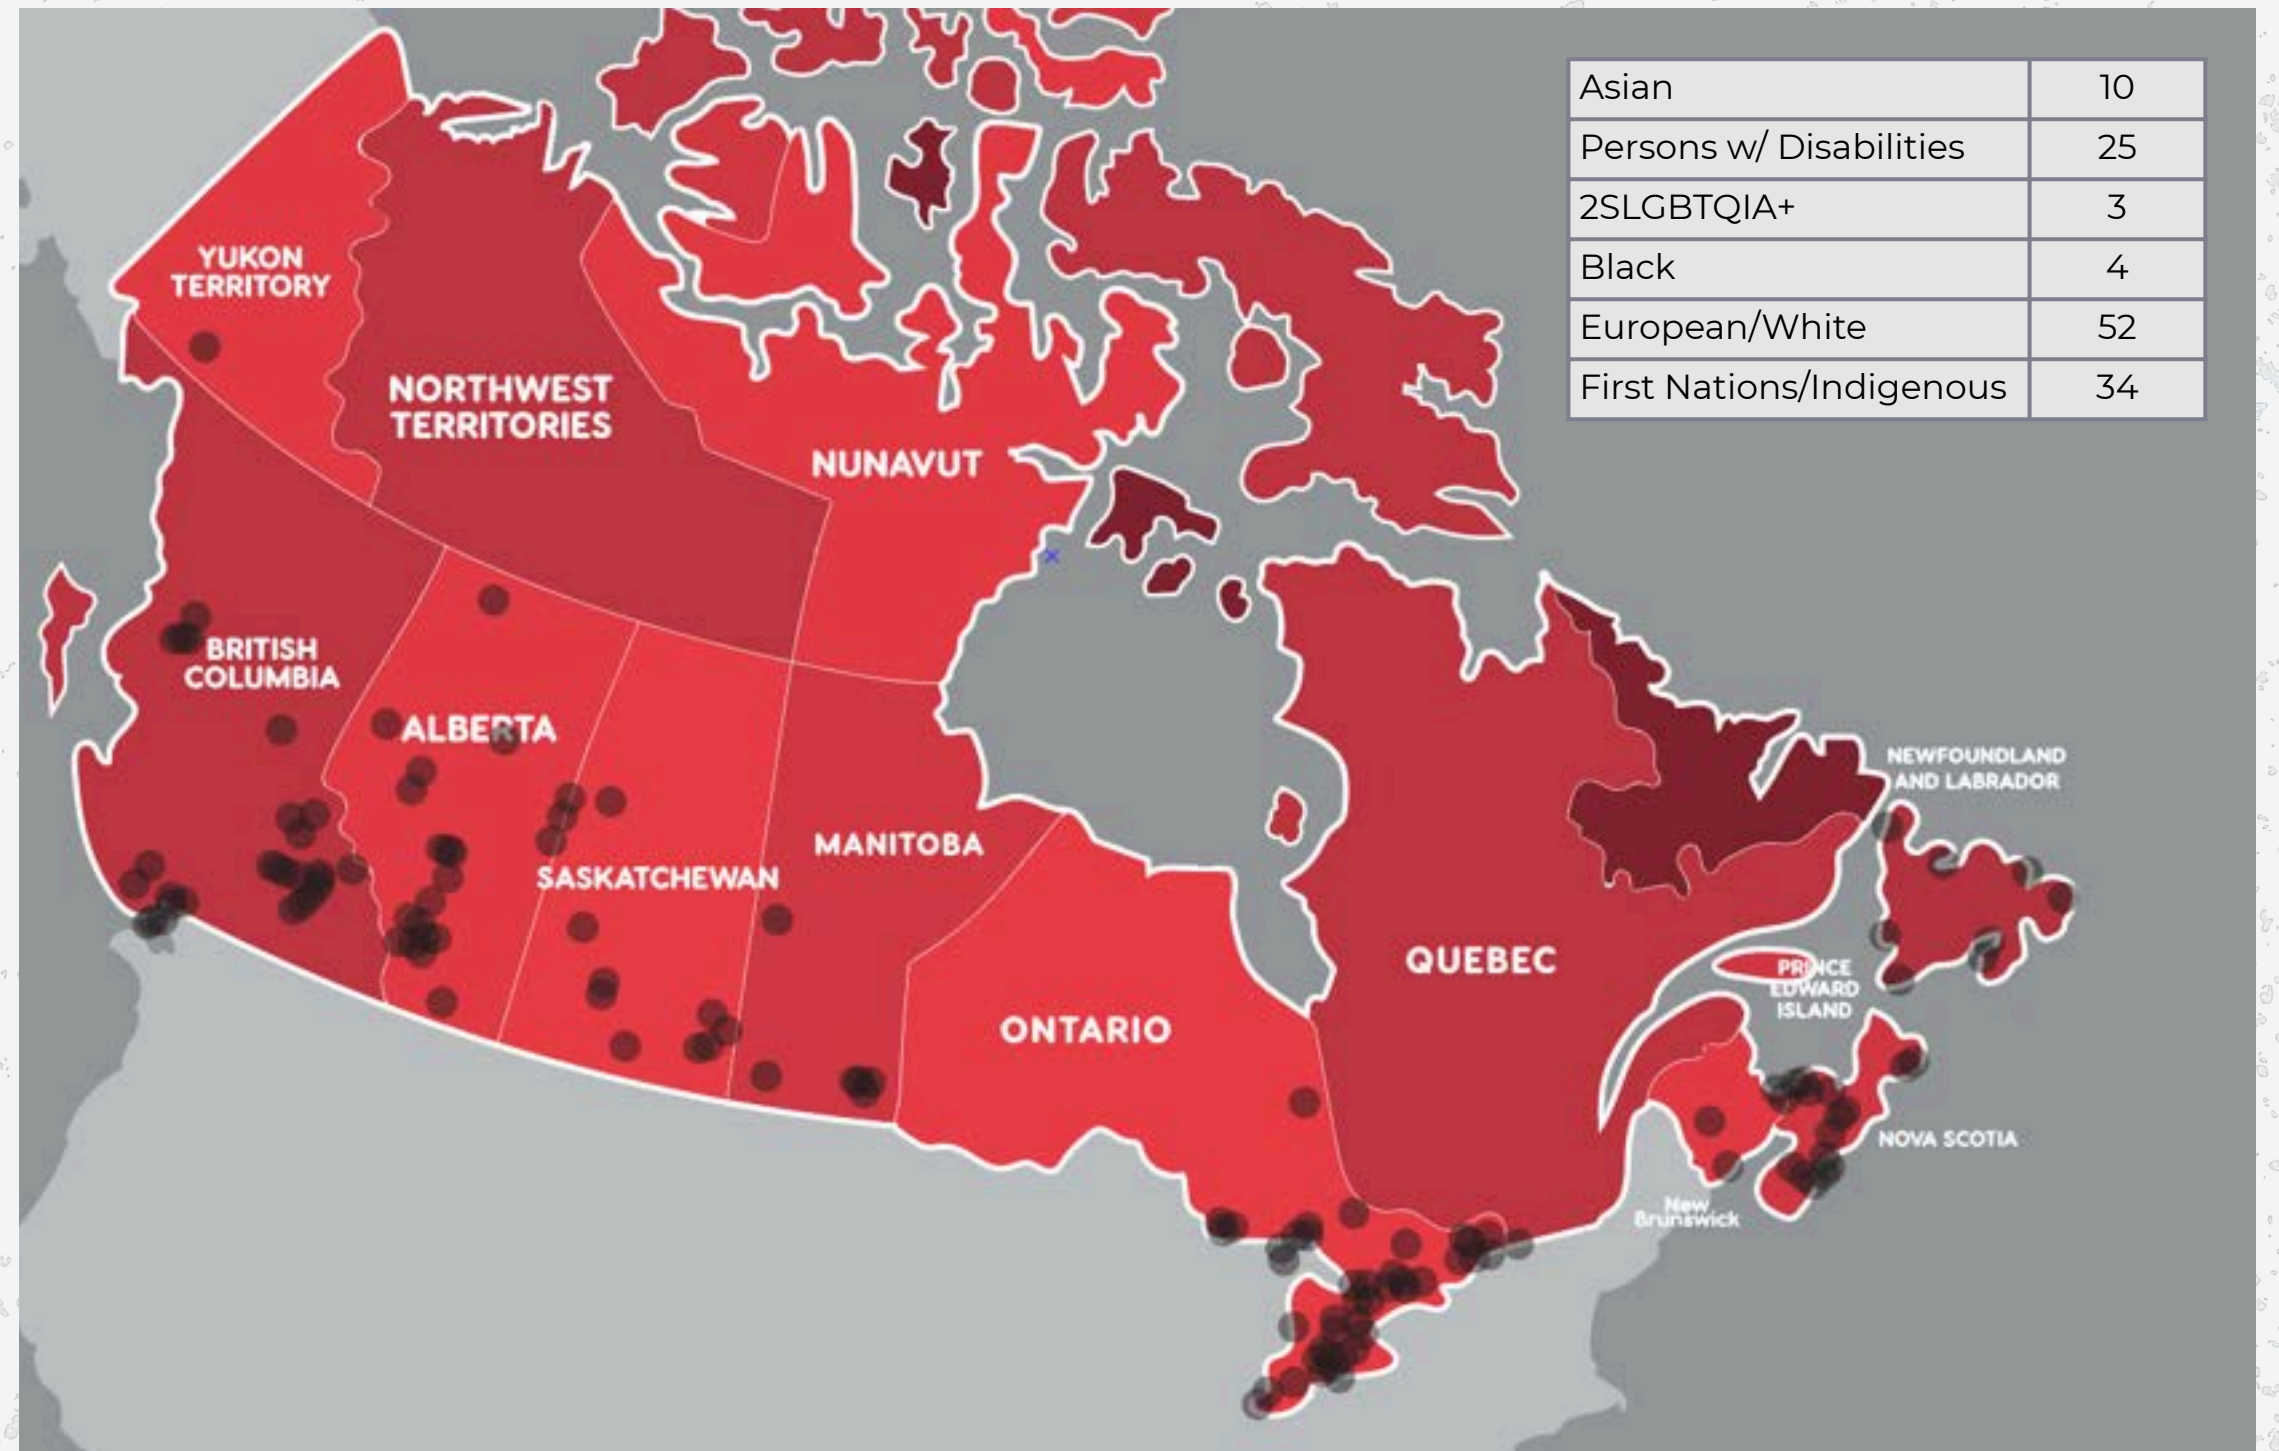 Asian 10
Persons w/ Disabilities 25
2SLGBTQIA+ 3
Black 4
European/White 52
First Nations/Indigenous 34
YUKON
TERRITORY
NORTHWEST
TERRITORIES
NUNAVUT
BRITISH
COLUMBIA
ALBERTA
SASKATCHEWAN
MANITOBA
ONTARIO
QUEBEC
NEWFOUNDLAND
AND LABRADOR
PRINCE
EDWARD
ISLAND
NOVA SCOTIA
New
Brunswick